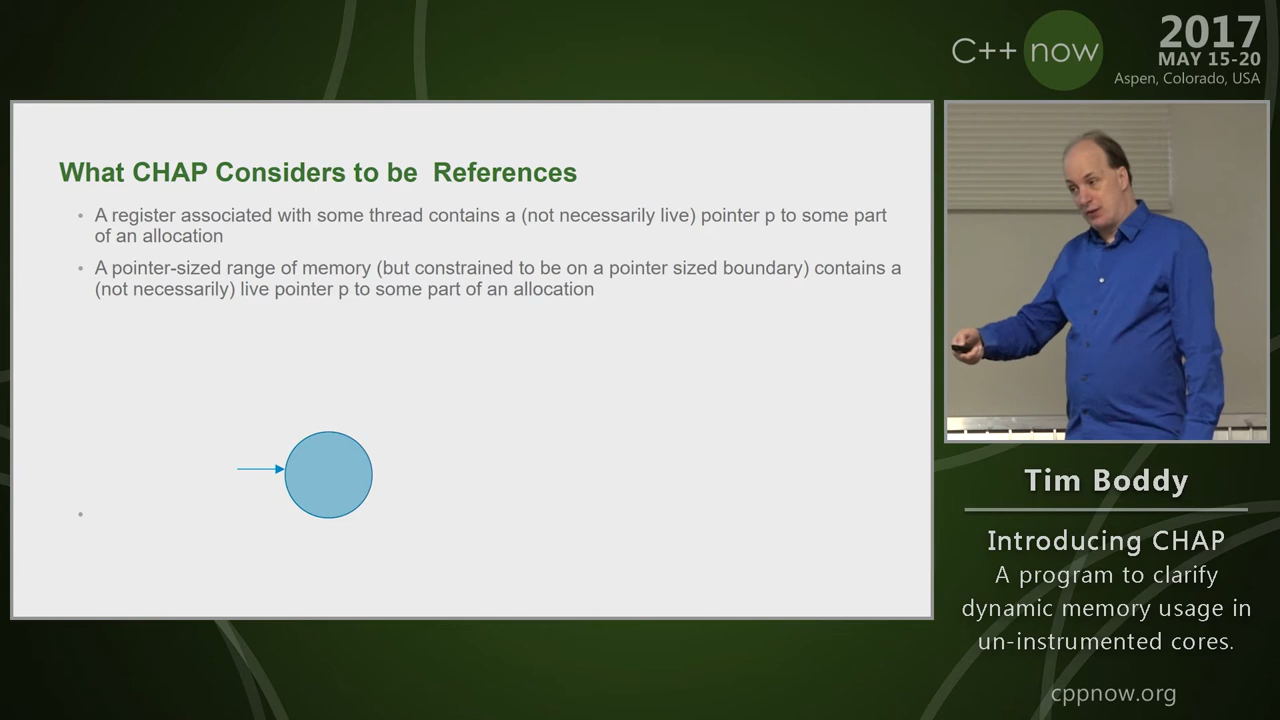 C++ now
2017
MAY 15-20
Aspen, Colorado, USA
What CHAP Considers to be  References
• A register associated with some thread contains a (not necessarily live) pointer p to some part
of an allocation
• A pointer-sized range of memory (but constrained to be on a pointer sized boundary) contains a
(not necessarily) live pointer p to some part of an allocation
•
Tim Boddy
Introducing CHAP
A program to clarify
dynamic memory usage in
un-instrumented cores.
cppnow.org